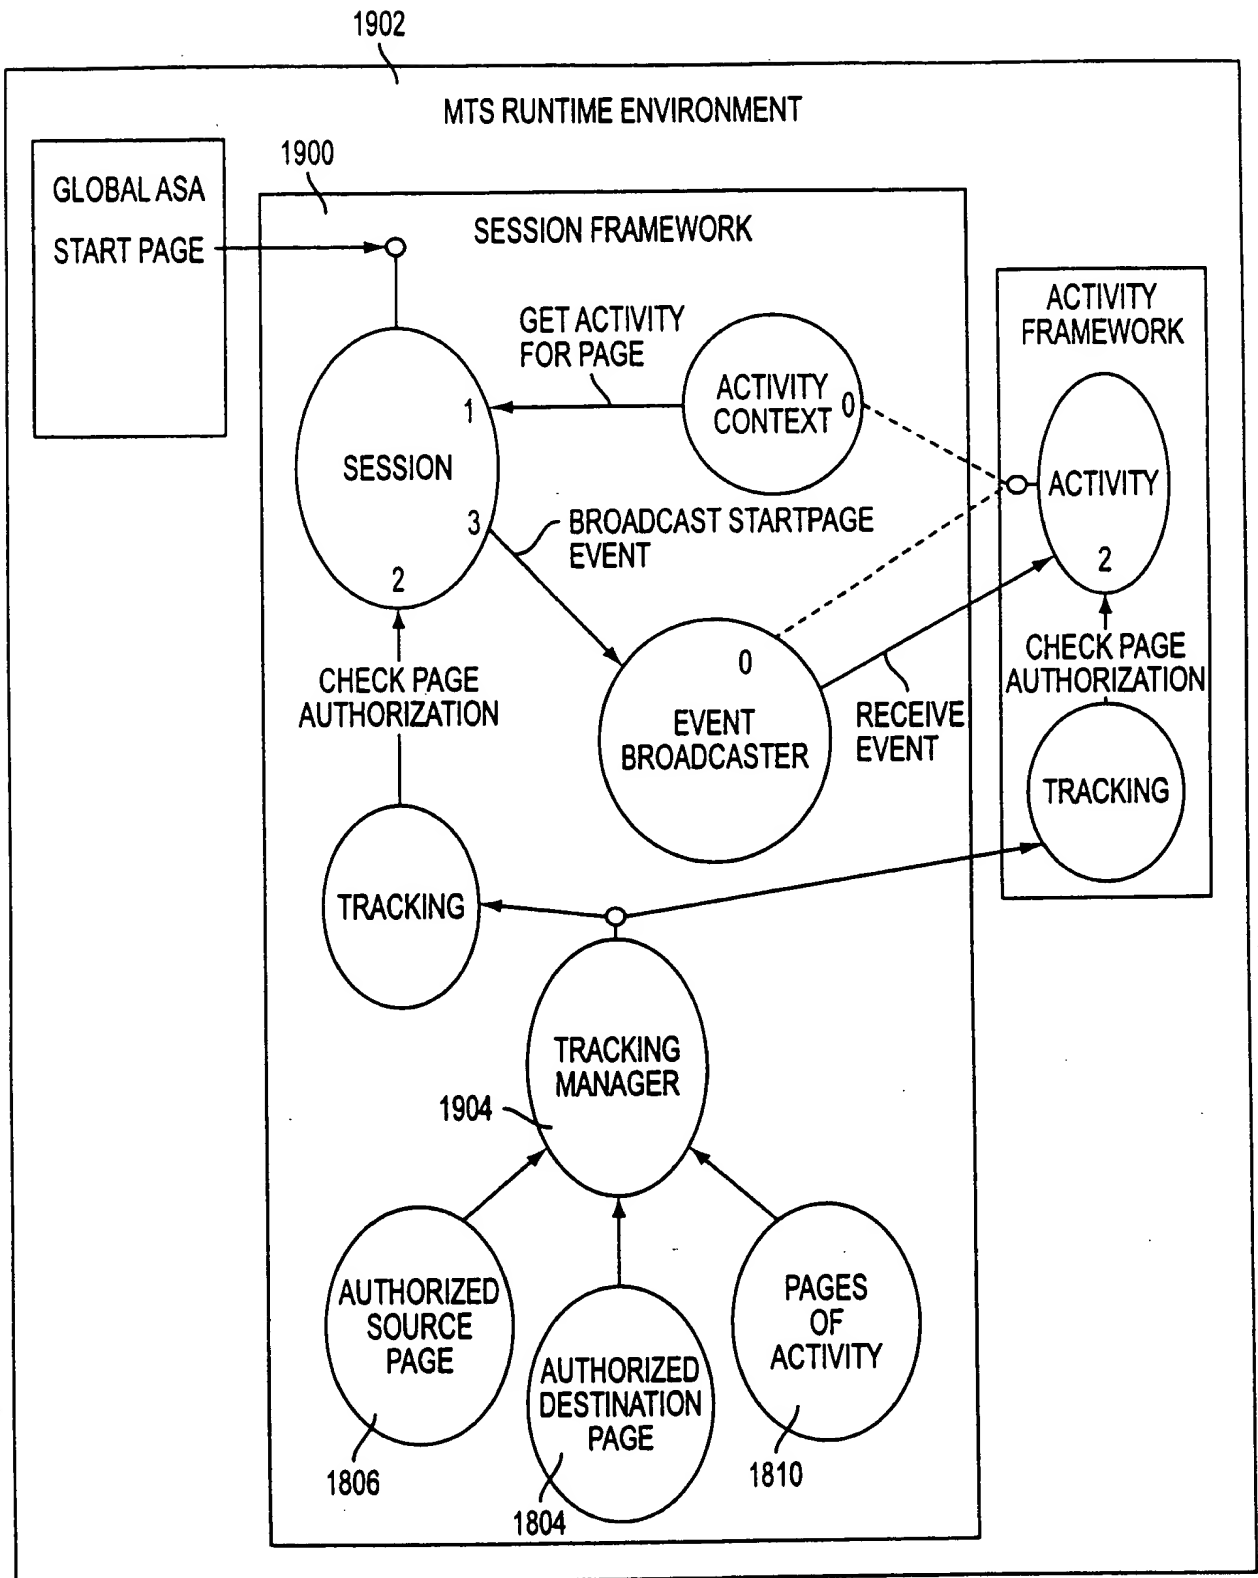 1902
MTS RUNTIME ENVIRONMENT
GLOBAL ASA
START PAGE
1900
SESSION FRAMEWORK
ACTIVITY
FRAMEWORK
GET ACTIVITY
FOR PAGE
ACTIVITY
CONTEXT
0
1
SESSION
3
2
ACTIVITY
2
BROADCAST STARTPAGE
EVENT
CHECK PAGE
AUTHORIZATION
0
EVENT
BROADCASTER
RECEIVE
EVENT
CHECK PAGE
AUTHORIZATION
TRACKING
TRACKING
TRACKING
MANAGER
1904
AUTHORIZED
SOURCE
PAGE
1806
AUTHORIZED
DESTINATION
PAGE
1804
PAGES
OF
ACTIVITY
1810